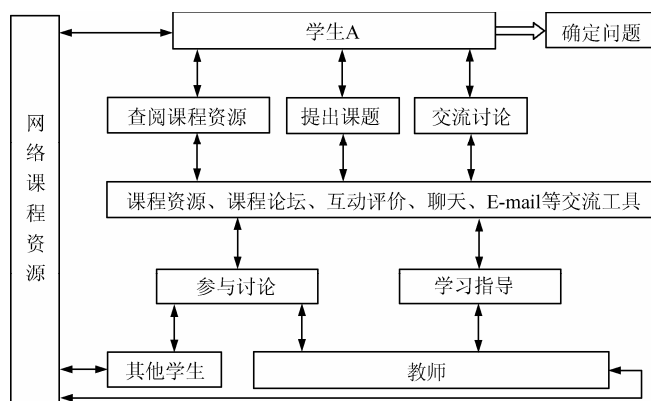 学生A
确定问题
网络课程资源
查阅课程资源
提出课题
交流讨论
课程资源、课程论坛、互动评价、聊天、E-mail等交流工具
参与讨论
学习指导
其他学生
教师